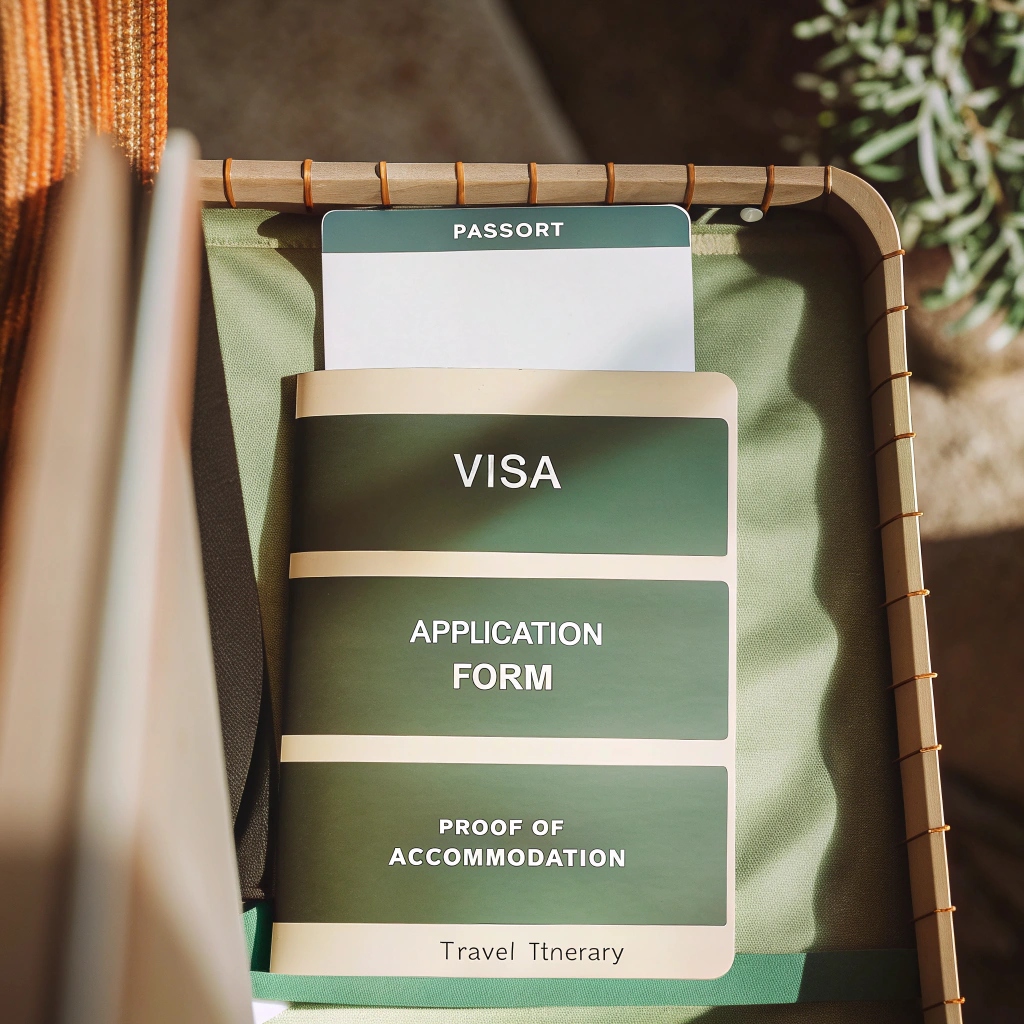 PASSORT
VISA
APPLICATION
FORM
PROOF OF
ACCOMMODATION
Travel Ttnerary